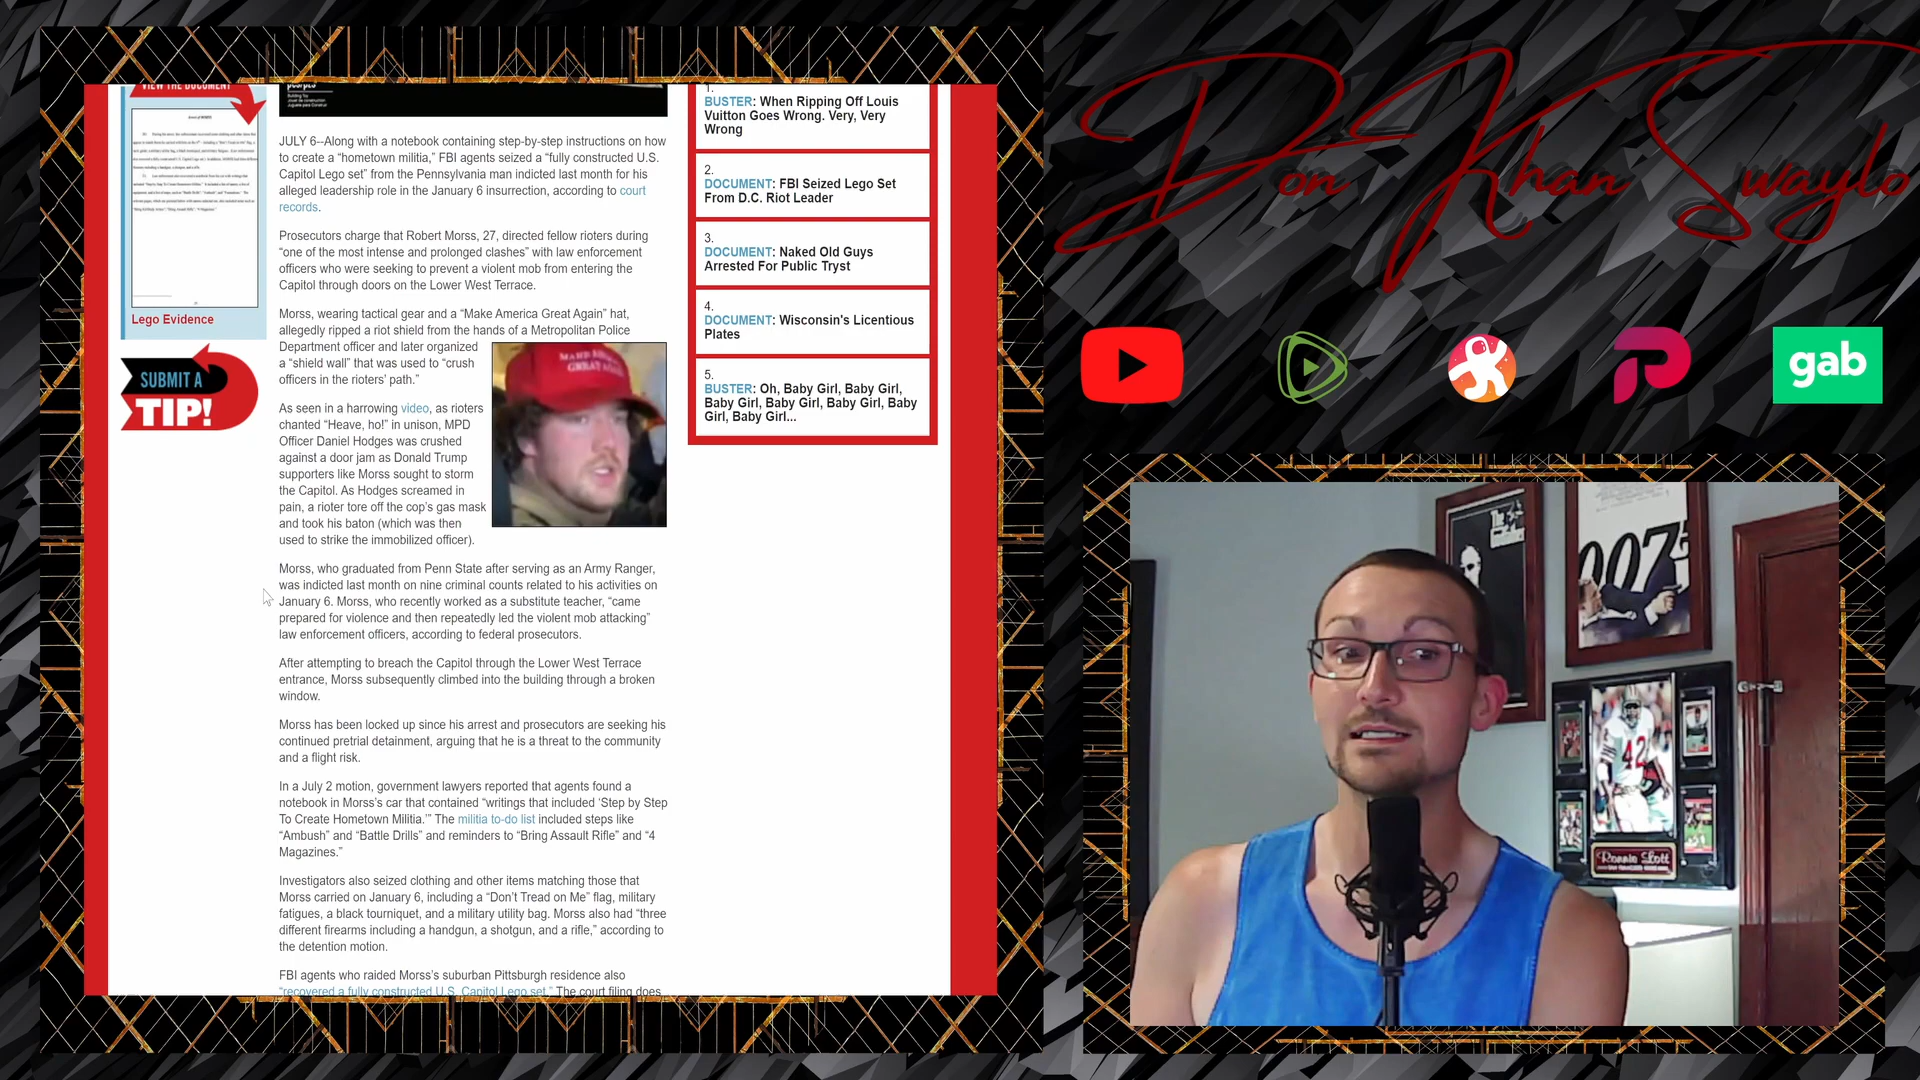 VIEW THE DOCUMENT
Lego Evidence
SUBMIT A
TIP!
JULY 6--Along with a notebook containing step-by-step instructions on how
to create a “hometown militia,” FBI agents seized a “fully constructed U.S.
Capitol Lego set” from the Pennsylvania man indicted last month for his
alleged leadership role in the January 6 insurrection, according to court
records.
Prosecutors charge that Robert Morss, 27, directed fellow rioters during
“one of the most intense and prolonged clashes” with law enforcement
officers who were seeking to prevent a violent mob from entering the
Capitol through doors on the Lower West Terrace.
Morss, wearing tactical gear and a “Make America Great Again” hat,
allegedly ripped a riot shield from the hands of a Metropolitan Police
Department officer and later organized
a “shield wall” that was used to “crush
officers in the rioters’ path.”
As seen in a harrowing video, as rioters
chanted “Heave, ho!” in unison, MPD
Officer Daniel Hodges was crushed
against a door jam as Donald Trump
supporters like Morss sought to storm
the Capitol. As Hodges screamed in
pain, a rioter tore off the cop’s gas mask
and took his baton (which was then
used to strike the immobilized officer).
Morss, who graduated from Penn State after serving as an Army Ranger,
was indicted last month on nine criminal counts related to his activities on
January 6. Morss, who recently worked as a substitute teacher, “came
prepared for violence and then repeatedly led the violent mob attacking”
law enforcement officers, according to federal prosecutors.
After attempting to breach the Capitol through the Lower West Terrace
entrance, Morss subsequently climbed into the building through a broken
window.
Morss has been locked up since his arrest and prosecutors are seeking his
continued pretrial detainment, arguing that he is a threat to the community
and a flight risk.
In a July 2 motion, government lawyers reported that agents found a
notebook in Morss’s car that contained “writings that included ‘Step by Step
To Create Hometown Militia.’” The militia to-do list included steps like
“Ambush” and “Battle Drills” and reminders to “Bring Assault Rifle” and “4
Magazines.”
Investigators also seized clothing and other items matching those that
Morss carried on January 6, including a “Don’t Tread on Me” flag, military
fatigues, a black tourniquet, and a military utility bag. Morss also had “three
different firearms including a handgun, a shotgun, and a rifle,” according to
the detention motion.
FBI agents who raided Morss’s suburban Pittsburgh residence also
“recovered a fully constructed U.S. Capitol Lego set.” The court filing does
1.
BUSTER: When Ripping Off Louis
Vuitton Goes Wrong. Very, Very
Wrong
2.
DOCUMENT: FBI Seized Lego Set
From D.C. Riot Leader
3.
DOCUMENT: Naked Old Guys
Arrested For Public Tryst
4.
DOCUMENT: Wisconsin's Licentious
Plates
5.
BUSTER: Oh, Baby Girl, Baby Girl,
Baby Girl, Baby Girl, Baby Girl, Baby
Girl, Baby Girl...
Don Khan Swaylo
gab
007
42
Ronnie Lott